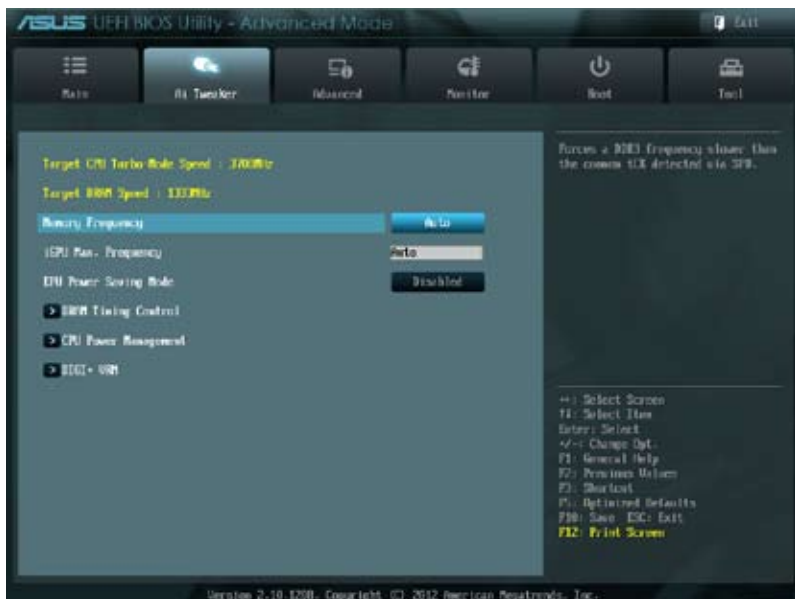 ASUS UEFI BIOS Utility - Advanced Mode
Exit
Main
Ai Tweaker
Advanced
Monitor
Boot
Tool
Target CPU Turbo Mode Speed : 3700MHz
Target DRAM Speed : 1333MHz
Memory Frequency
Auto
iGPU Max. Frequency
Auto
EPU Power Saving Mode
Disabled
> DRAM Timing Control
> CPU Power Management
> DIGI+ VRM
Forces a DDR3 frequency slower than
the common tCK detected via SPD.
→←: Select Screen
↑↓: Select Item
Enter: Select
+/-: Change Opt.
F1: General Help
F2: Previous Values
F3: Shortcut
F5: Optimized Defaults
F10: Save ESC: Exit
F12: Print Screen
Version 2.10.1208. Copyright (C) 2012 American Megatrends, Inc.